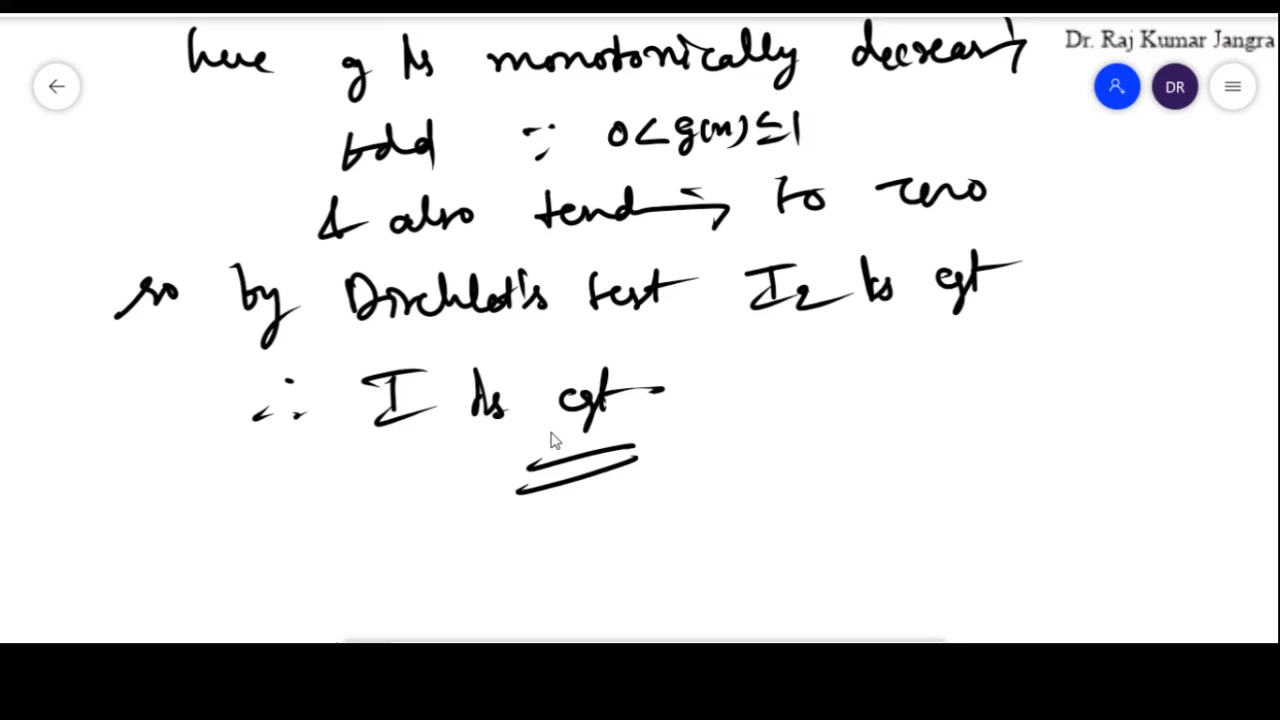 here g is monotonically decreasing
Dr. Raj Kumar Jangra
DR
bdd ∵ 0<g(x)≤1
& also tending to zero
so by Dirchlet's test I₂ is cgt
∴ I is cgt